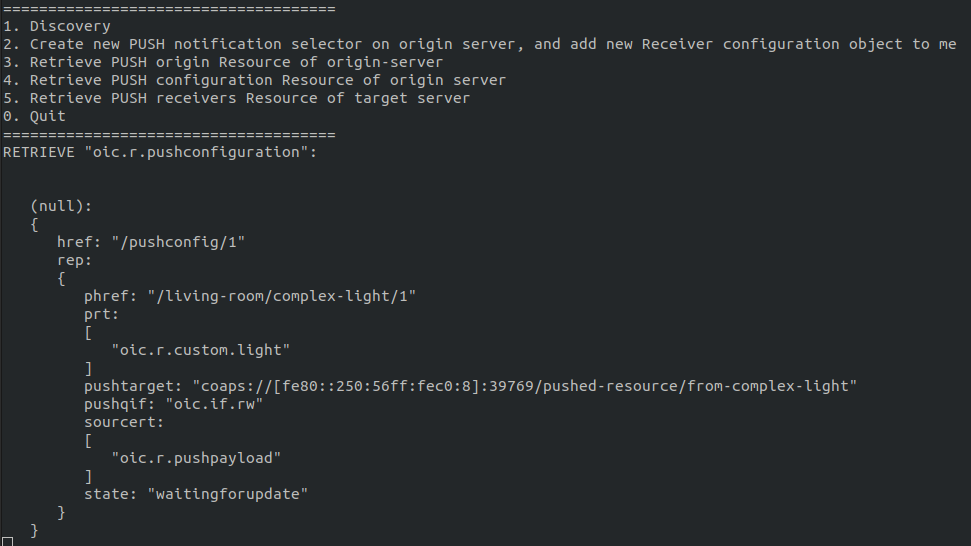 =====================================
1. Discovery
2. Create new PUSH notification selector on origin server, and add new Receiver configuration object to me
3. Retrieve PUSH origin Resource of origin-server
4. Retrieve PUSH configuration Resource of origin server
5. Retrieve PUSH receivers Resource of target server
0. Quit
=====================================
RETRIEVE "oic.r.pushconfiguration":
(null):
{
href: "/pushconfig/1"
rep:
{
phref: "/living-room/complex-light/1"
prt:
[
"oic.r.custom.light"
]
pushtarget: "coaps://[fe80::250:56ff:fec0:8]:39769/pushed-resource/from-complex-light"
pushqif: "oic.if.rw"
sourcert:
[
"oic.r.pushpayload"
]
state: "waitingforupdate"
}
}